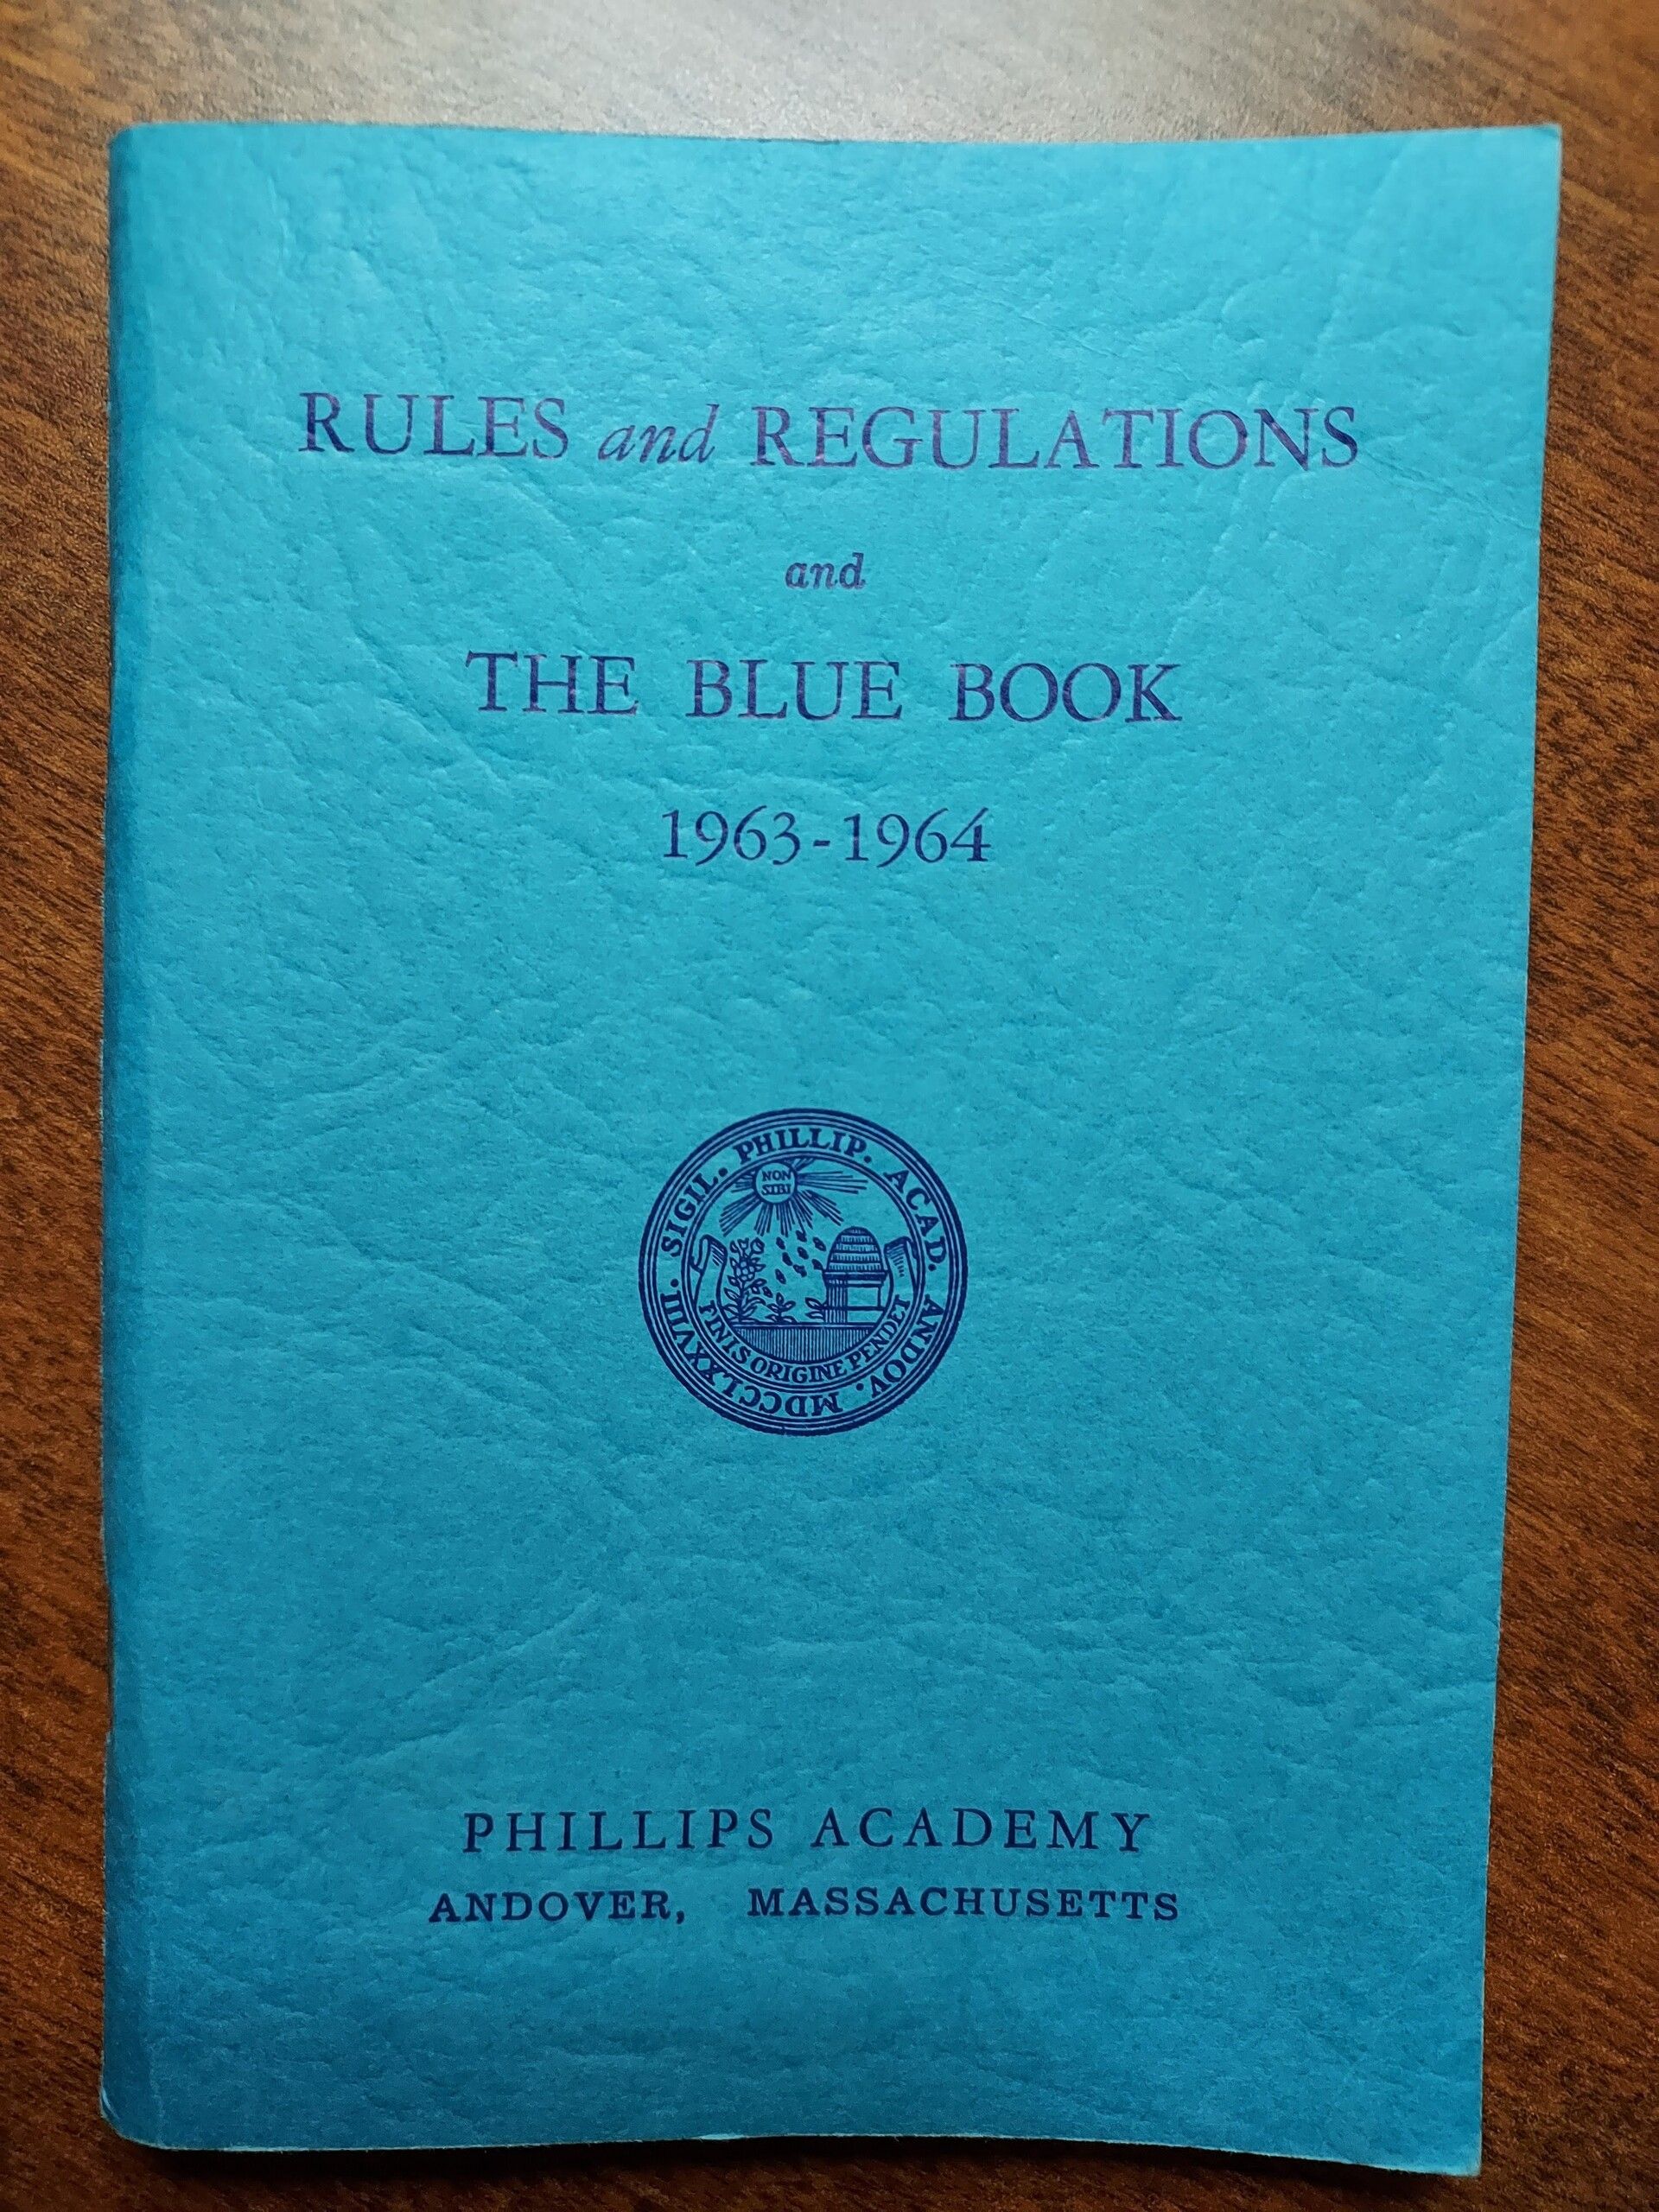 RULES and REGULATIONS
and
THE BLUE BOOK
1963-1964
SIGIL. PHILLIP. ACAD. ANDOV. MDCCLXXVIII.
NON
SIBI
FINIS ORIGINE PENDET
PHILLIPS ACADEMY
ANDOVER, MASSACHUSETTS